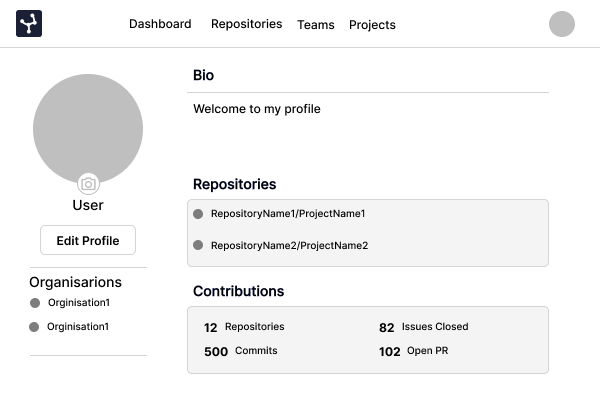 Dashboard Repositories Teams Projects
User
Edit Profile
Organisarions
Orginisation1
Orginisation1
Bio
Welcome to my profile
Repositories
RepositoryName1/ProjectName1
RepositoryName2/ProjectName2
Contributions
12 Repositories 82 Issues Closed
500 Commits 102 Open PR